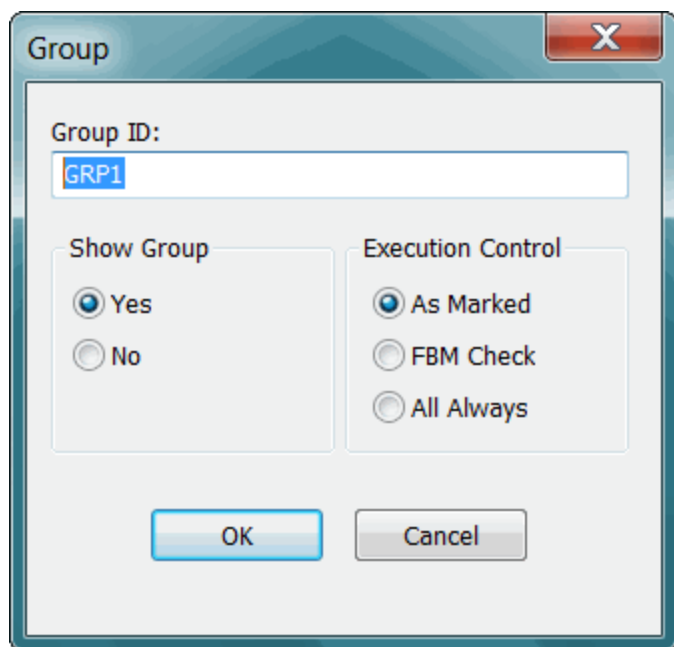 Group
Group ID:
GRP1
Show Group
Yes
No
Execution Control
As Marked
FBM Check
All Always
OK
Cancel